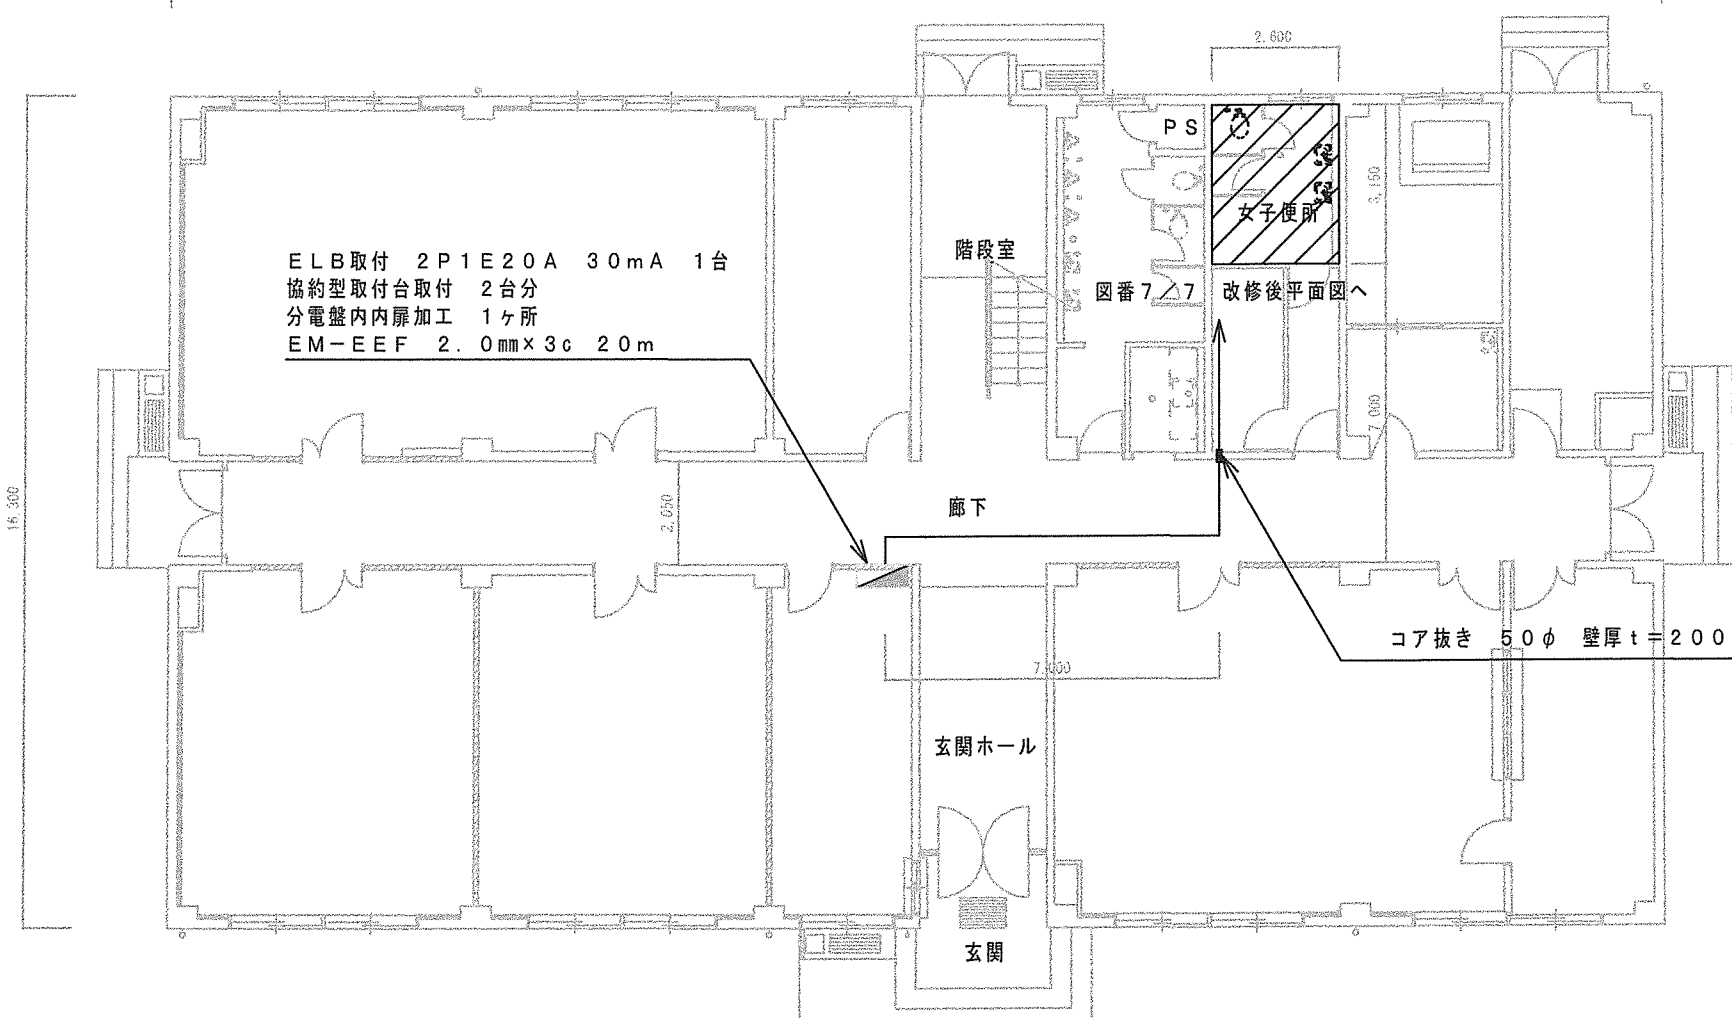 2.600
PS
3,150
女子便所
ELB取付 2P1E20A 30mA 1台
協約型取付台取付 2台分
分電盤内内扉加工 1ヶ所
EM−EEF 2.0㎜×3c 20m
階段室
図番7/7 改修後平面図へ
7,000
2,050
廊下
コア抜き 50φ 壁厚t=200
玄関ホール
玄関